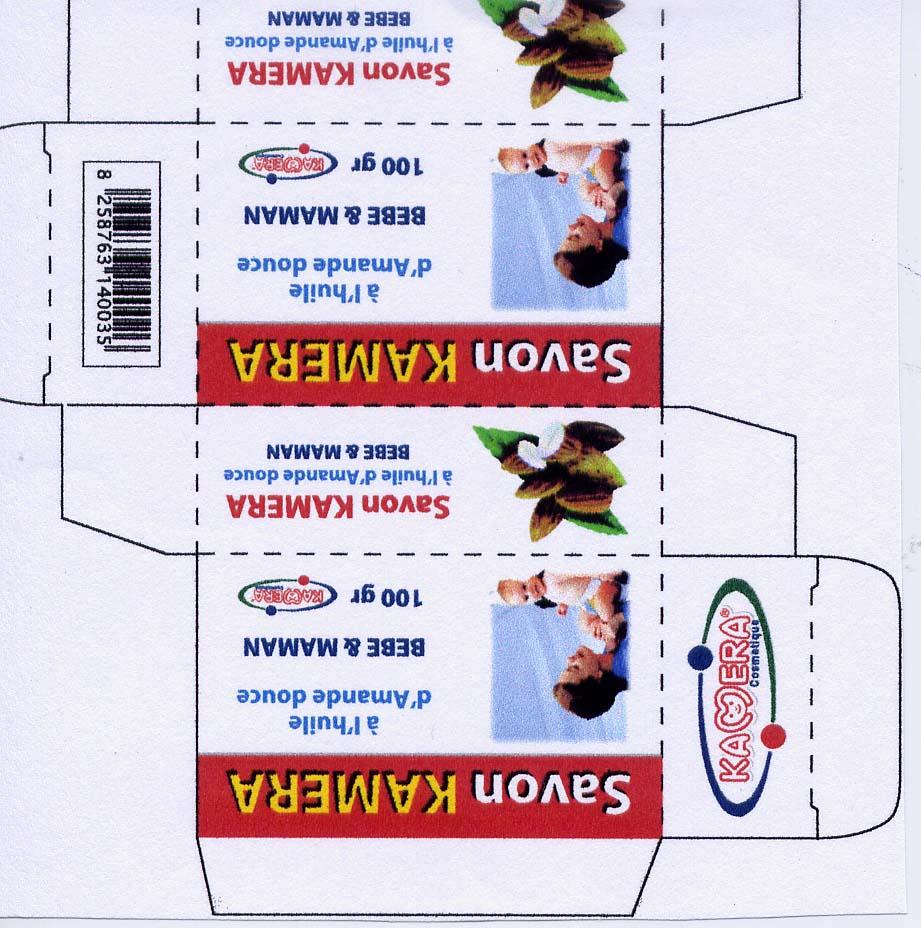 KAMERA®
Cosmetique
Savon KAMERA
à l'huile
d'Amande douce
BEBE & MAMAN
100 gr KAMERA
Savon KAMERA
à l'huile d'Amande douce
BEBE & MAMAN
Savon KAMERA
à l'huile
d'Amande douce
BEBE & MAMAN
100 gr KAMERA
8 258763 140035
Savon KAMERA
à l'huile d'Amande douce
BEBE & MAMAN